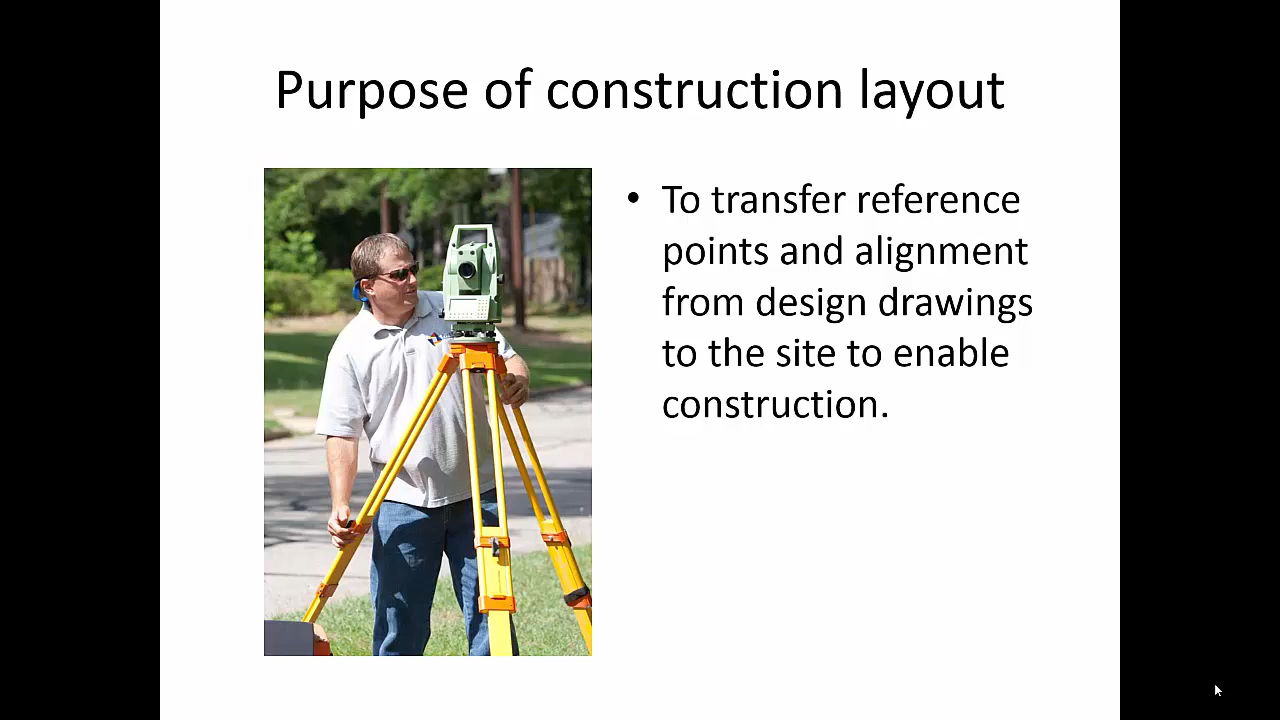 Purpose of construction layout
• To transfer reference
points and alignment
from design drawings
to the site to enable
construction.